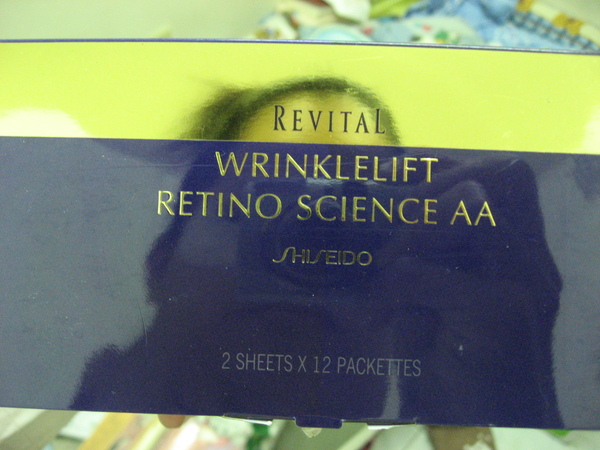 REVITAL
WRINKLELIFT
RETINO SCIENCE AA
SHISEIDO
2 SHEETS X 12 PACKETTES